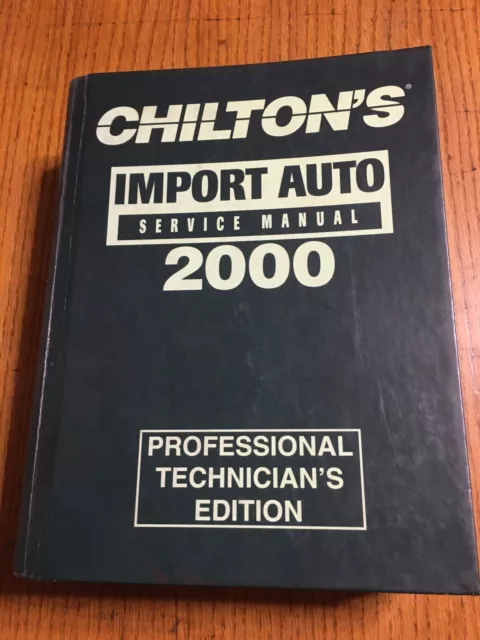 CHILTON'S®
IMPORT AUTO
SERVICE MANUAL
2000
PROFESSIONAL
TECHNICIAN'S
EDITION